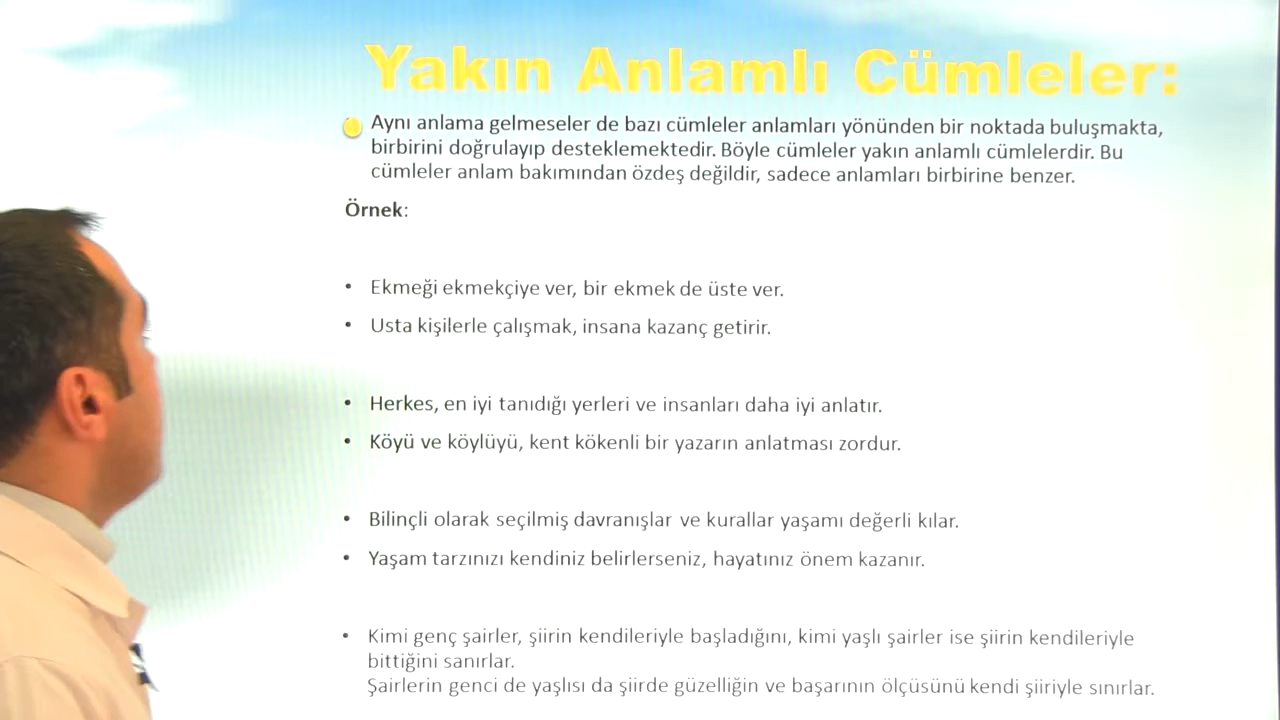 Yakın Anlamlı Cümleler:
Aynı anlama gelmeseler de bazı cümleler anlamları yönünden bir noktada buluşmakta,
birbirini doğrulayıp desteklemektedir. Böyle cümleler yakın anlamlı cümlelerdir. Bu
cümleler anlam bakımından özdeş değildir, sadece anlamları birbirine benzer.
Örnek:
• Ekmeği ekmekçiye ver, bir ekmek de üste ver.
• Usta kişilerle çalışmak, insana kazanç getirir.
• Herkes, en iyi tanıdığı yerleri ve insanları daha iyi anlatır.
• Köyü ve köylüyü, kent kökenli bir yazarın anlatması zordur.
• Bilinçli olarak seçilmiş davranışlar ve kurallar yaşamı değerli kılar.
• Yaşam tarzınızı kendiniz belirlerseniz, hayatınız önem kazanır.
• Kimi genç şairler, şiirin kendileriyle başladığını, kimi yaşlı şairler ise şiirin kendileriyle
bittiğini sanırlar.
Şairlerin genci de yaşlısı da şiirde güzelliğin ve başarının ölçüsünü kendi şiiriyle sınırlar.